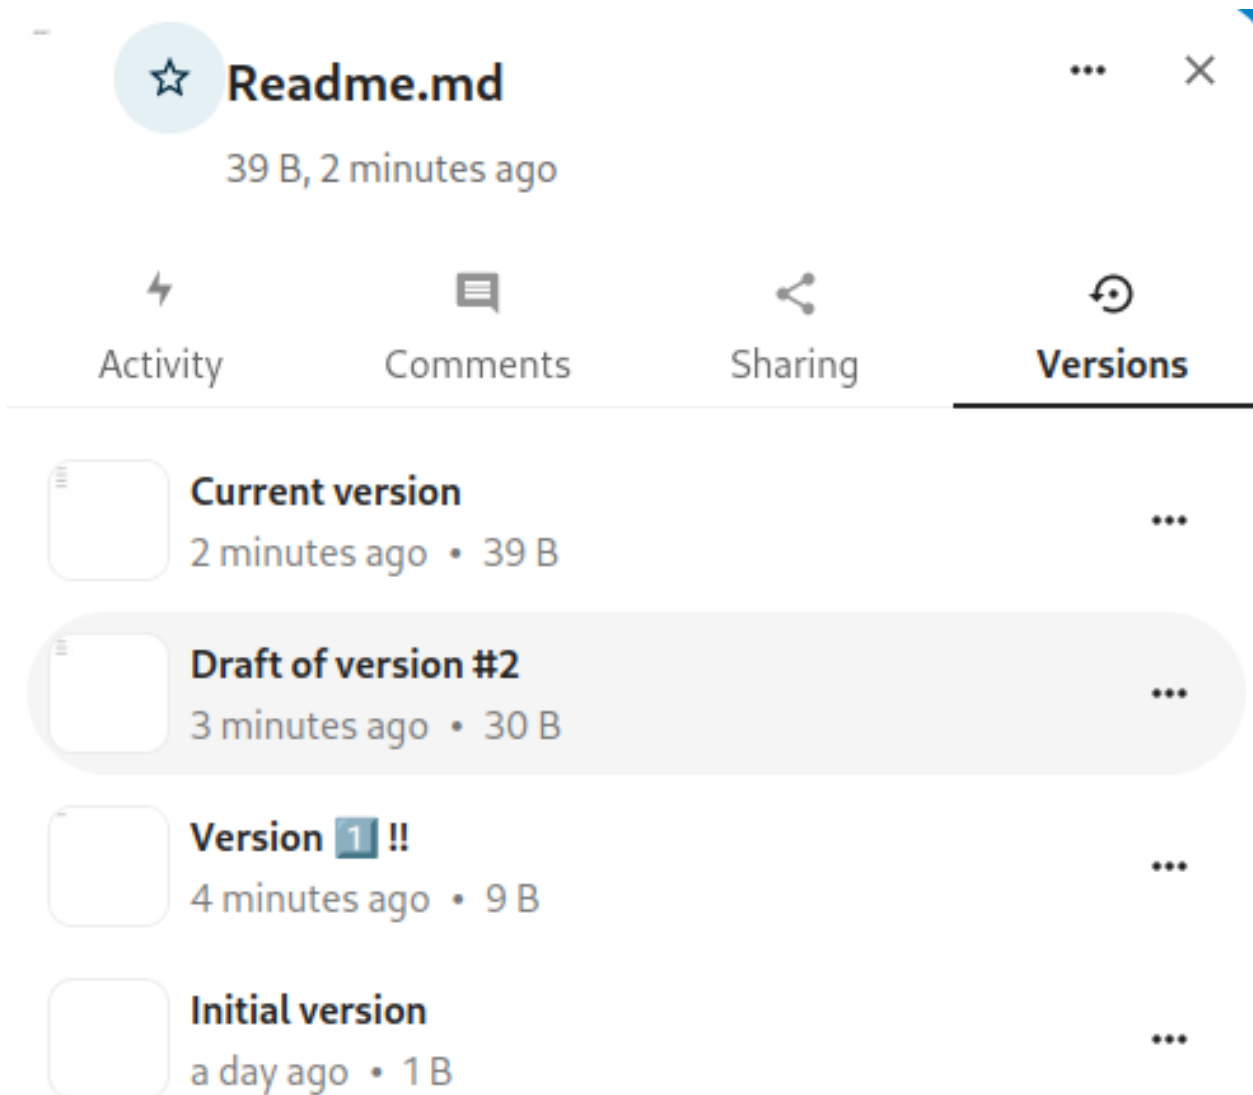 Readme.md
39 B, 2 minutes ago
Activity
Comments
Sharing
Versions
Current version
2 minutes ago • 39 B
Draft of version #2
3 minutes ago • 30 B
Version 1️⃣ !!
4 minutes ago • 9 B
Initial version
a day ago • 1 B